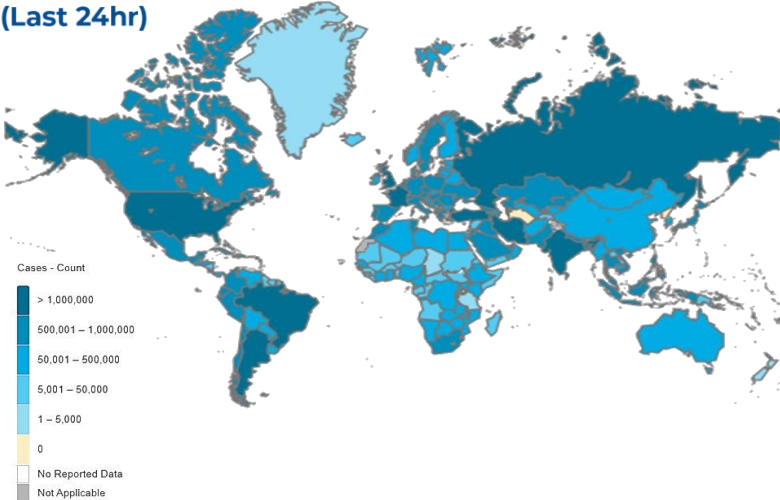 (Last 24hr)
Cases - Count
> 1,000,000
500,001 – 1,000,000
50,001 – 500,000
5,001 – 50,000
1 – 5,000
0
No Reported Data
Not Applicable